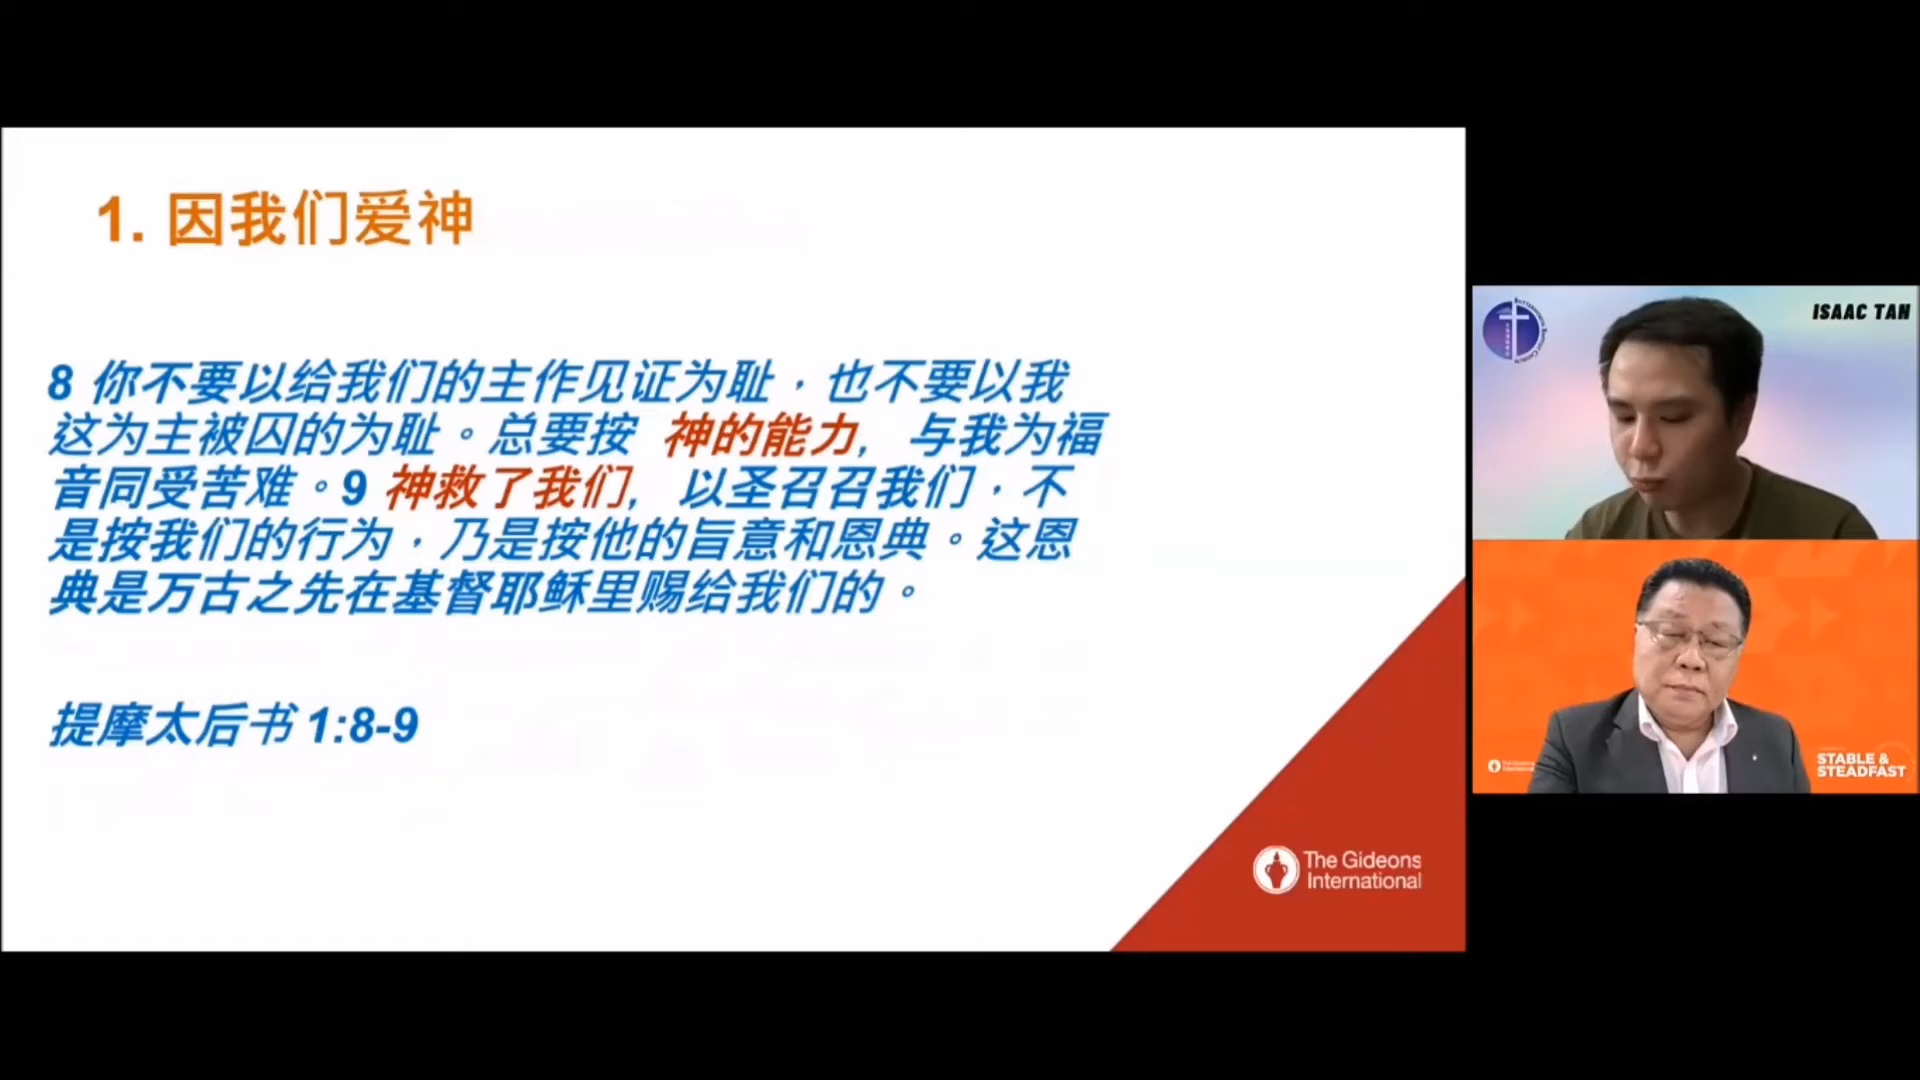 1. 因我们爱神
8 你不要以给我们的主作见证为耻，也不要以我
这为主被囚的为耻。总要按 神的能力, 与我为福
音同受苦难。9 神救了我们, 以圣召召我们，不
是按我们的行为，乃是按他的旨意和恩典。这恩
典是万古之先在基督耶稣里赐给我们的。
提摩太后书 1:8-9
The Gideons
International
ISAAC TAN
The Gideons
International
STABLE &
STEADFAST